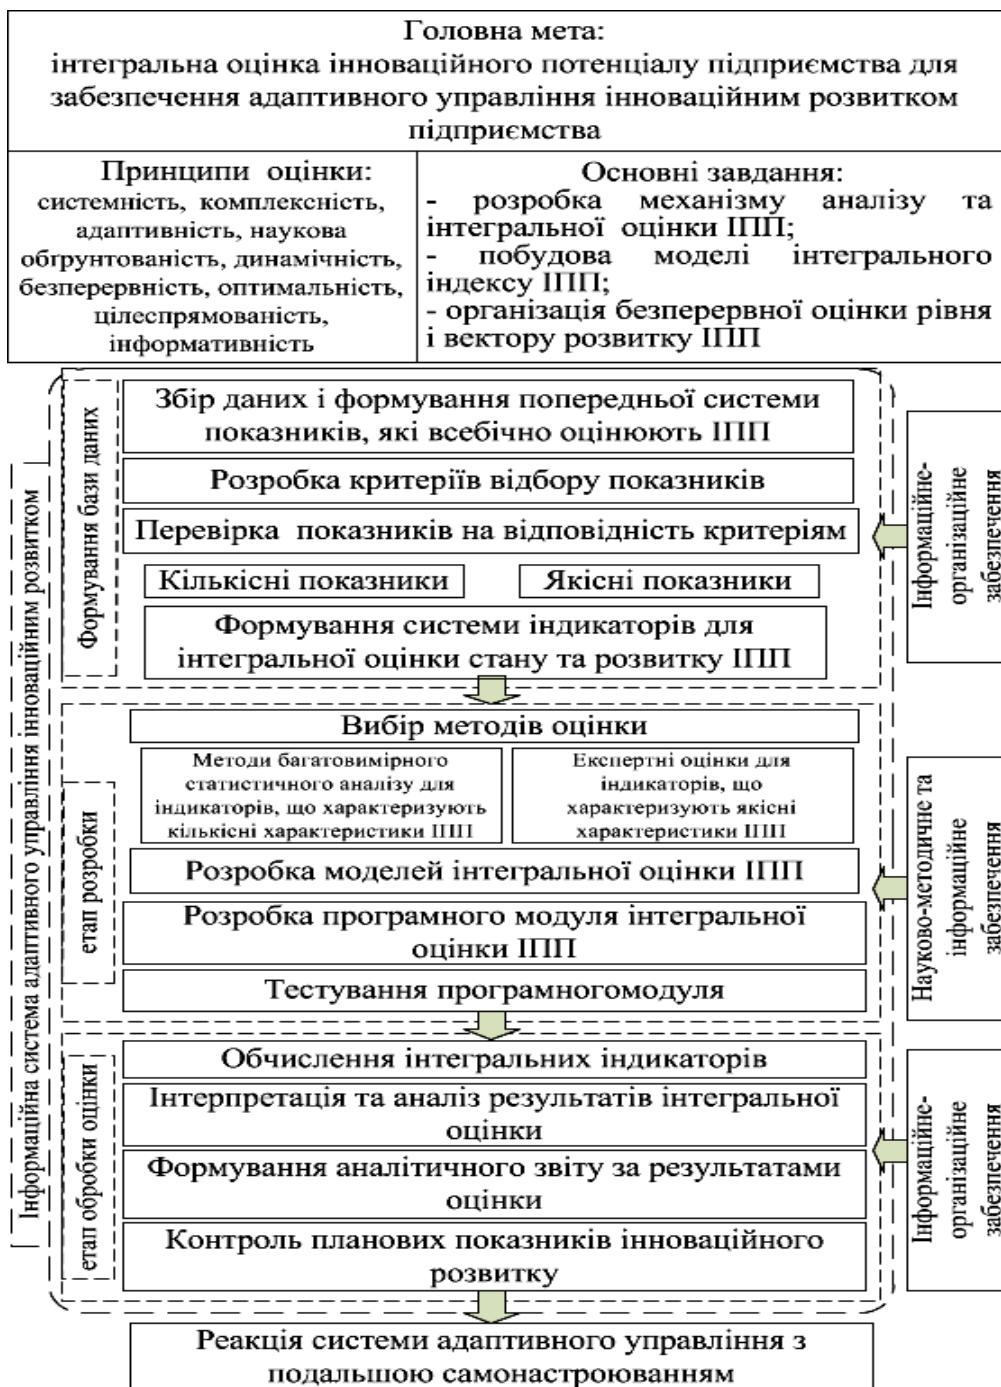 Головна мета:
інтегральна оцінка інноваційного потенціалу підприємства для
забезпечення адаптивного управління інноваційним розвитком
підприємства
Принципи оцінки:
системність, комплексність,
адаптивність, наукова
обґрунтованість, динамічність,
безперервність, оптимальність,
цілеспрямованість,
інформативність
Основні завдання:
- розробка механізму аналізу та
інтегральної оцінки ІПП;
- побудова моделі інтегрального
індексу ІПП;
- організація безперервної оцінки рівня
і вектору розвитку ІПП
Інформаційна система адаптивного управління інноваційним розвитком
Формування бази даних
Збір даних і формування попередньої системи
показників, які всебічно оцінюють ІПП
Розробка критеріїв відбору показників
Перевірка показників на відповідність критеріям
Кількісні показники
Якісні показники
Формування системи індикаторів для
інтегральної оцінки стану та розвитку ІПП
Інформаційне-
організаційне
забезпечення
етап розробки
Вибір методів оцінки
Методи багатовимірного
статистичного аналізу для
індикаторів, що характеризують
кількісні характеристики ІПП
Експертні оцінки для
індикаторів, що
характеризують якісні
характеристики ІПП
Розробка моделей інтегральної оцінки ІПП
Розробка програмного модуля інтегральної
оцінки ІПП
Тестування програмногомодуля
Науково-методичне та
інформаційне
забезпечення
етап обробки оцінки
Обчислення інтегральних індикаторів
Інтерпретація та аналіз результатів інтегральної
оцінки
Формування аналітичного звіту за результатами
оцінки
Контроль планових показників інноваційного
розвитку
Інформаційне-
організаційне
забезпечення
Реакція системи адаптивного управління з
подальшою самонастроюванням